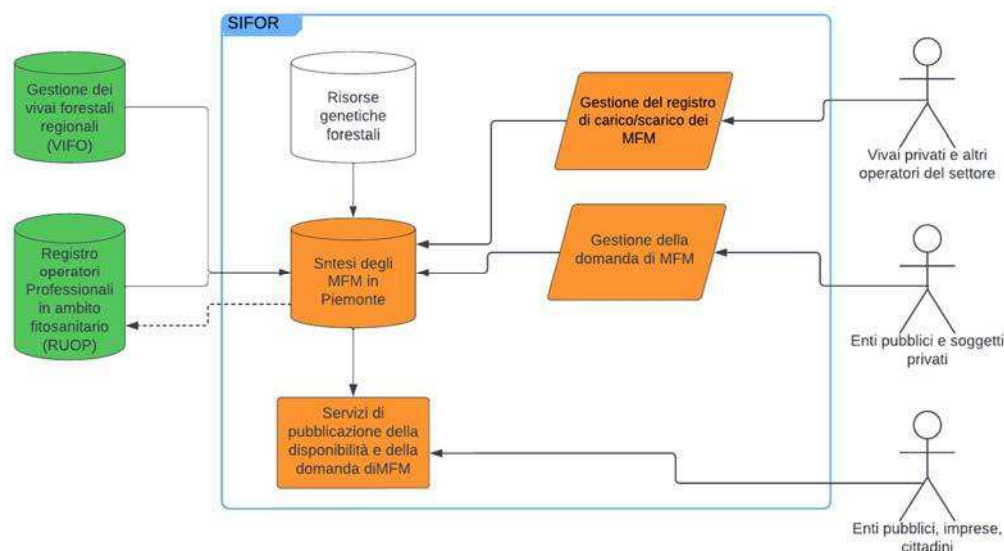 SIFOR
Gestione dei
vivai forestali
regionali
(VIFO)
Risorse
genetiche
forestali
Gestione del registro
di carico/scarico dei
MFM
Vivai privati e altri
operatori del settore
Registro
operatori
Professionali
in ambito
fitosanitario
(RUOP)
Sntesi degli
MFM in
Piemonte
Gestione della
domanda di MFM
Enti pubblici e soggetti
privati
Servizi di
pubblicazione della
disponibilità e della
domanda diMFM
Enti pubblici, imprese,
cittadini